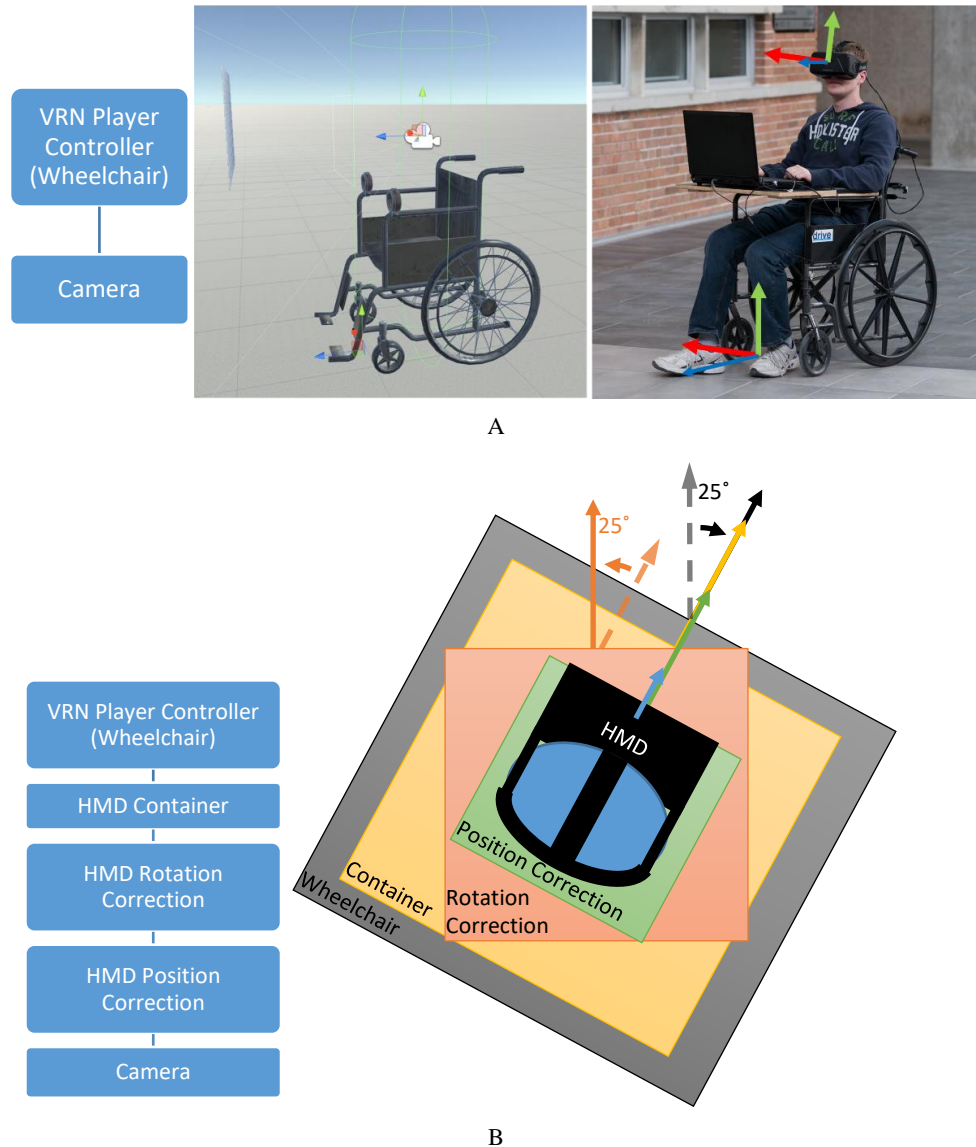 VRN Player
Controller
(Wheelchair)
Camera
HOLLISTER
drive
A
25˚
25˚
VRN Player Controller
(Wheelchair)
HMD Container
HMD Rotation
Correction
HMD Position
Correction
Camera
HMD
Position Correction
Rotation
Correction
Container
Wheelchair
B